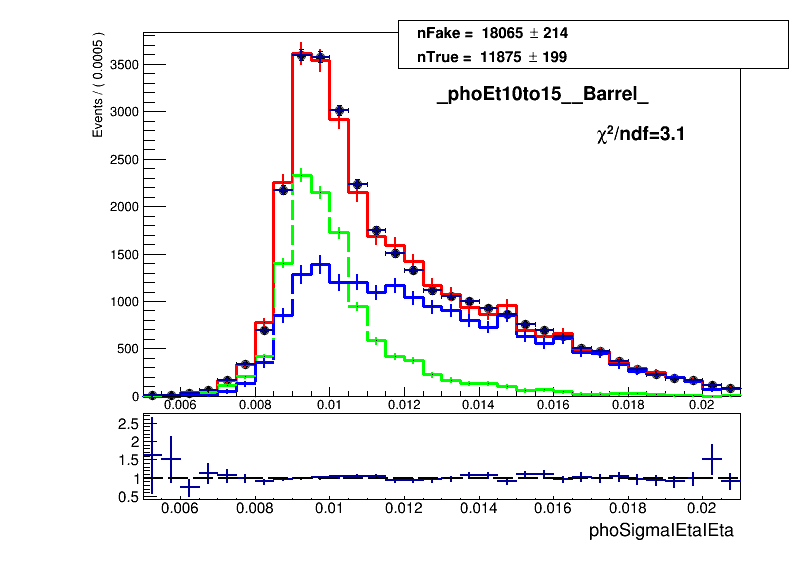 nFake = 18065 ± 214
nTrue = 11875 ± 199
Events / ( 0.0005 )
_phoEt10to15__Barrel_
χ²/ndf=3.1
3500
3000
2500
2000
1500
1000
500
0
0.006 0.008 0.01 0.012 0.014 0.016 0.018 0.02
2.5
2
1.5
1
0.5
0.006 0.008 0.01 0.012 0.014 0.016 0.018 0.02
phoSigmaIEtaIEta